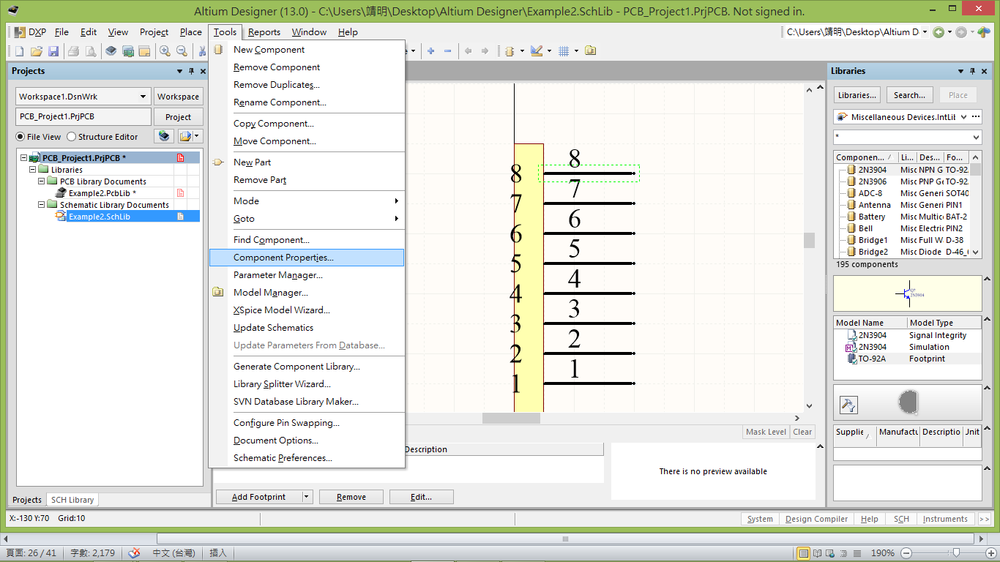 Altium Designer (13.0) - C:\Users\靖明\Desktop\Altium Designer\Example2.SchLib - PCB_Project1.PrjPCB. Not signed in.
DXP File Edit View Project Place Tools Reports Window Help
C:\Users\靖明\Desktop\Altium D
Projects
Workspace1.DsnWrk Workspace
PCB_Project1.PrjPCB Project
File View Structure Editor
PCB_Project1.PrjPCB *
Libraries
PCB Library Documents
Example2.PcbLib *
Schematic Library Documents
Example2.SchLib
Projects SCH Library
New Component
Remove Component
Remove Duplicates...
Rename Component...
Copy Component...
Move Component...
New Part
Remove Part
Mode
Goto
Find Component...
Component Properties...
Parameter Manager...
Model Manager...
XSpice Model Wizard...
Update Schematics
Update Parameters From Database...
Generate Component Library...
Library Splitter Wizard...
SVN Database Library Maker...
Configure Pin Swapping...
Document Options...
Schematic Preferences...
8 8
7 7
6 6
5 5
4 4
3 3
2 2
1 1
Mask Level Clear
Description
There is no preview available
Add Footprint Remove Edit...
Libraries
Libraries... Search... Place
Miscellaneous Devices.IntLib ...
*
Componen... Li... Des... Fo...
2N3904 Misc NPN G TO-92
2N3906 Misc PNP Ge TO-92
ADC-8 Misc Generi SOT40
Antenna Misc Generi PIN1
Battery Misc Multic BAT-2
Bell Misc Electri PIN2
Bridge1 Misc Full W D-38
Bridge2 Misc Diode D-46_
195 components
2N3904
Model Name Model Type
2N3904 Signal Integrity
2N3904 Simulation
TO-92A Footprint
Supplie Manufactu Descriptio Jnit
X:-130 Y:70 Grid:10
System Design Compiler Help SCH Instruments >>
頁面: 26 / 41 字數: 2,179 中文 (台灣) 插入 190%